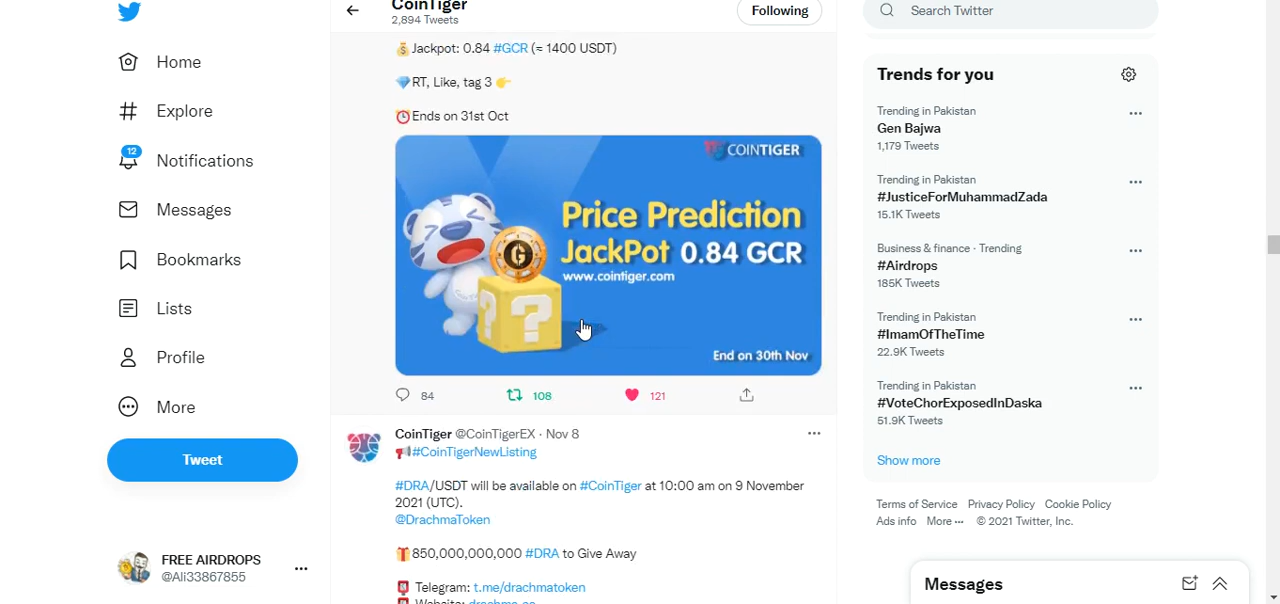 CoinTiger
2,894 Tweets
Following
Search Twitter
Home
Explore
12
Notifications
Messages
Bookmarks
Lists
Profile
More
Tweet
FREE AIRDROPS
@Ali33867855
💰Jackpot: 0.84 #GCR (≈ 1400 USDT)
💎RT, Like, tag 3 👉
⏰Ends on 31st Oct
COINTIGER
Price Prediction
JackPot 0.84 GCR
www.cointiger.com
G
? ?
End on 30th Nov
84
108
121
CoinTiger @CoinTigerEX · Nov 8
📢#CoinTigerNewListing
#DRA/USDT will be available on #CoinTiger at 10:00 am on 9 November
2021 (UTC).
@DrachmaToken
🎁850,000,000,000 #DRA to Give Away
Telegram: t.me/drachmatoken
Trends for you
Trending in Pakistan
Gen Bajwa
1,179 Tweets
Trending in Pakistan
#JusticeForMuhammadZada
15.1K Tweets
Business & finance · Trending
#Airdrops
185K Tweets
Trending in Pakistan
#ImamOfTheTime
22.9K Tweets
Trending in Pakistan
#VoteChorExposedInDaska
51.9K Tweets
Show more
Terms of Service Privacy Policy Cookie Policy
Ads info More ··· © 2021 Twitter, Inc.
Messages